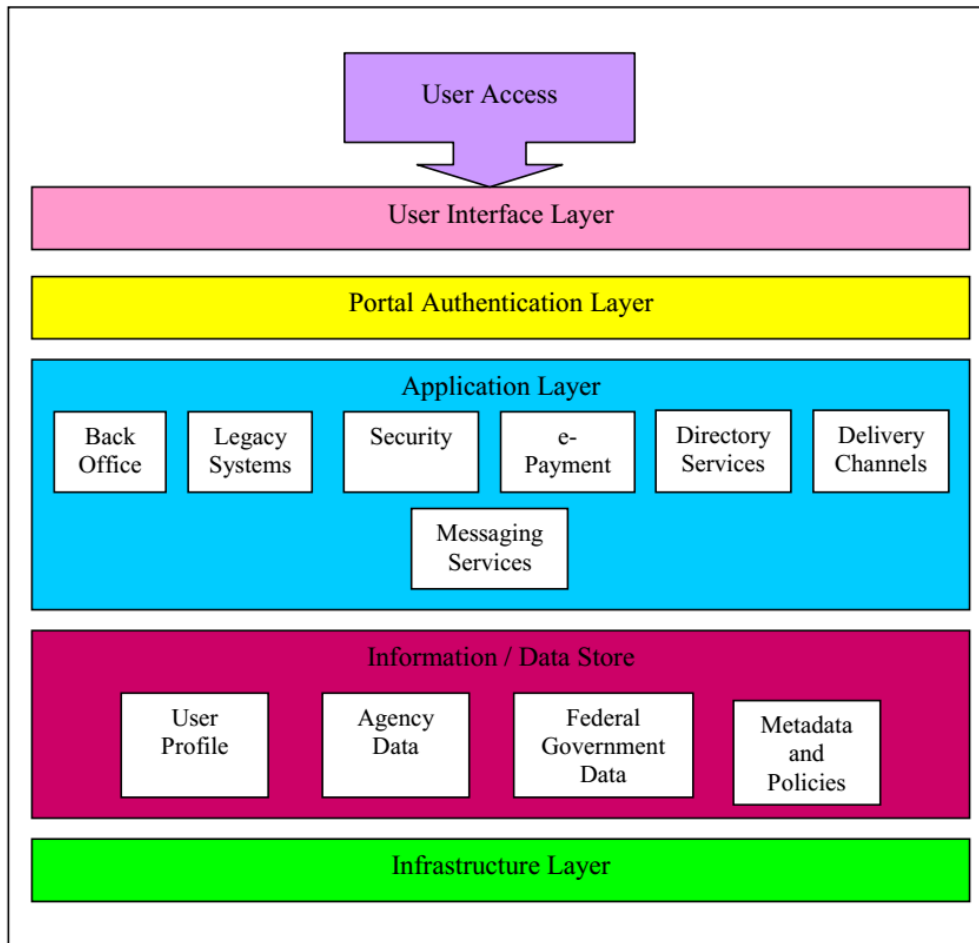 User Access
User Interface Layer
Portal Authentication Layer
Application Layer
Back
Office
Legacy
Systems
Security
e-
Payment
Directory
Services
Delivery
Channels
Messaging
Services
Information / Data Store
User
Profile
Agency
Data
Federal
Government
Data
Metadata
and
Policies
Infrastructure Layer